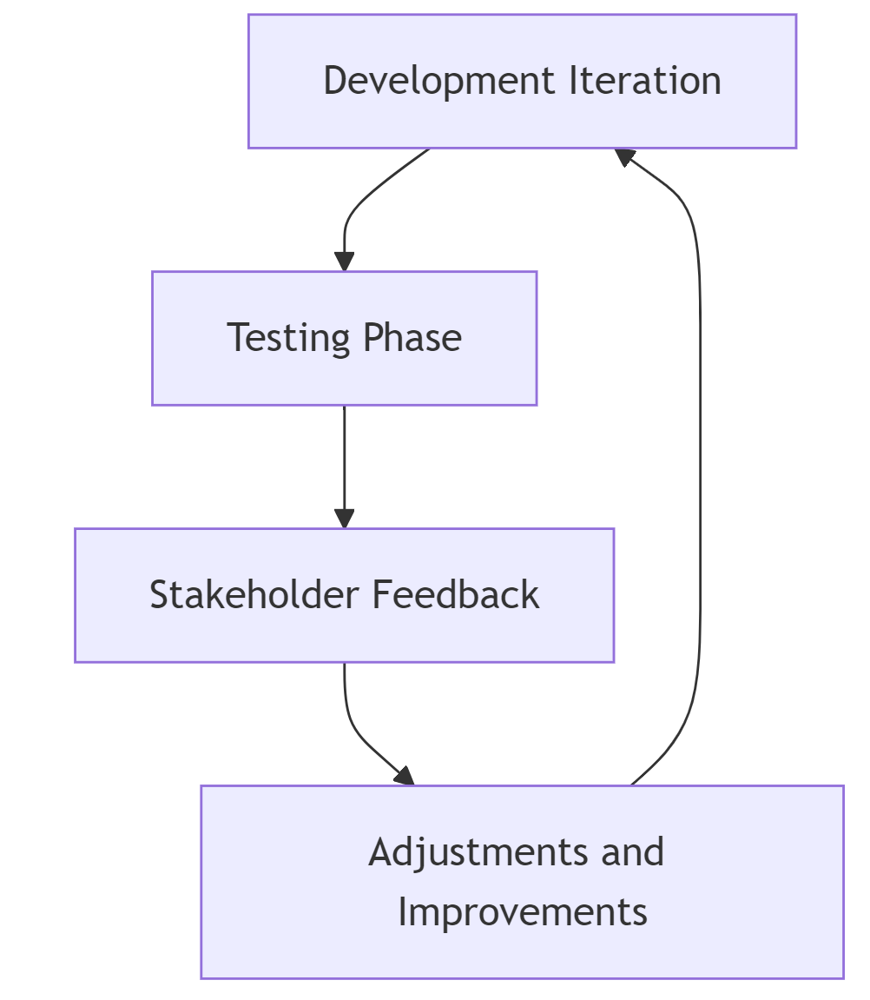 Development Iteration
Testing Phase
Stakeholder Feedback
Adjustments and
Improvements